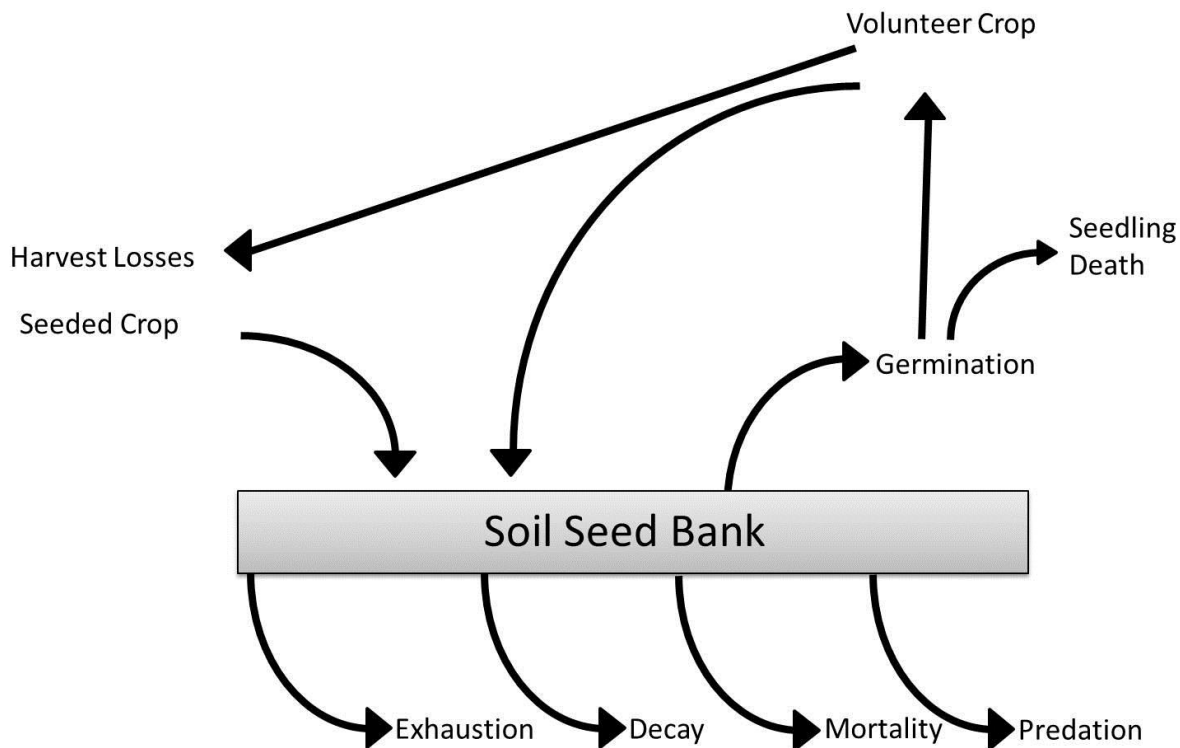 Volunteer Crop
Harvest Losses
Seedling
Death
Seeded Crop
Germination
Soil Seed Bank
Exhaustion
Decay
Mortality
Predation